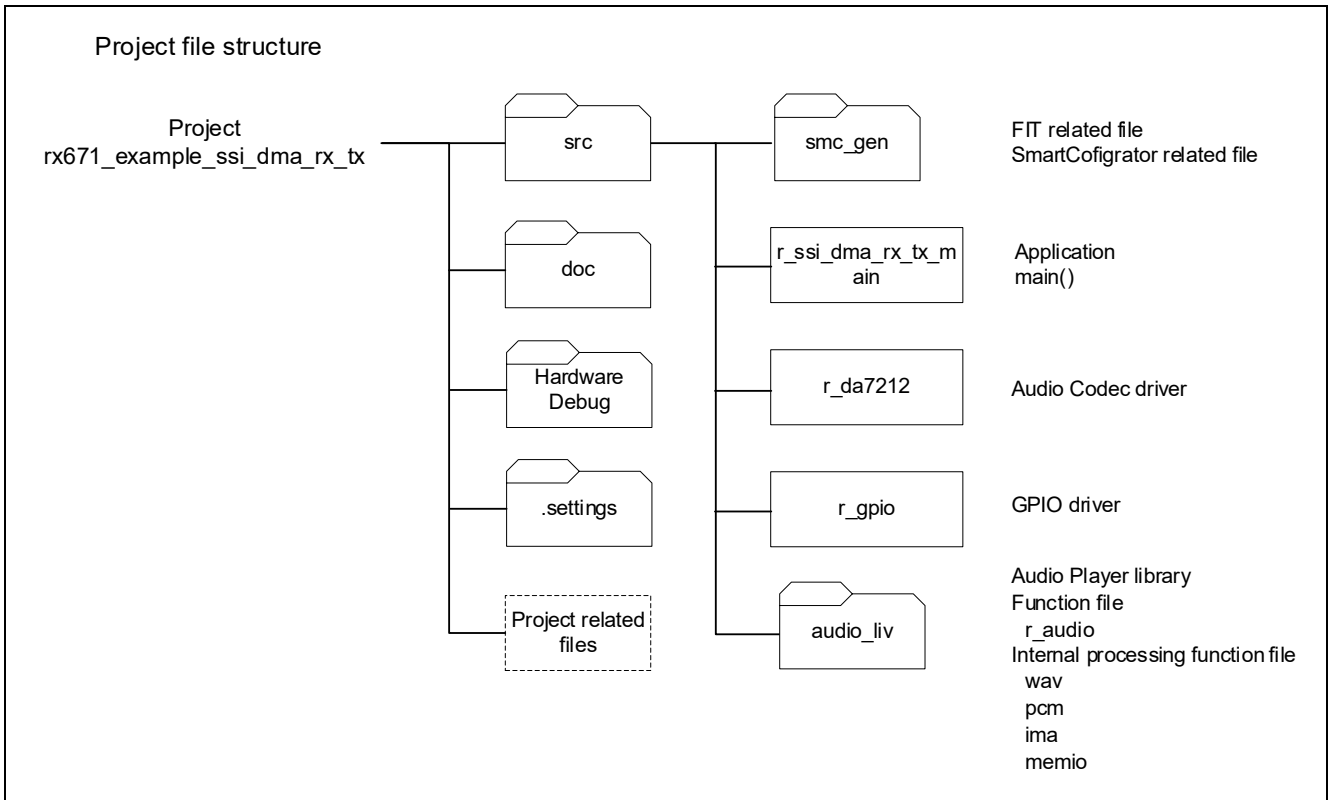 Project file structure
Project
rx671_example_ssi_dma_rx_tx
src
smc_gen
FIT related file
SmartCofigrator related file
doc
r_ssi_dma_rx_tx_m
ain
Application
main()
Hardware
Debug
r_da7212
Audio Codec driver
.settings
r_gpio
GPIO driver
Project related
files
audio_liv
Audio Player library
Function file
r_audio
Internal processing function file
wav
pcm
ima
memio